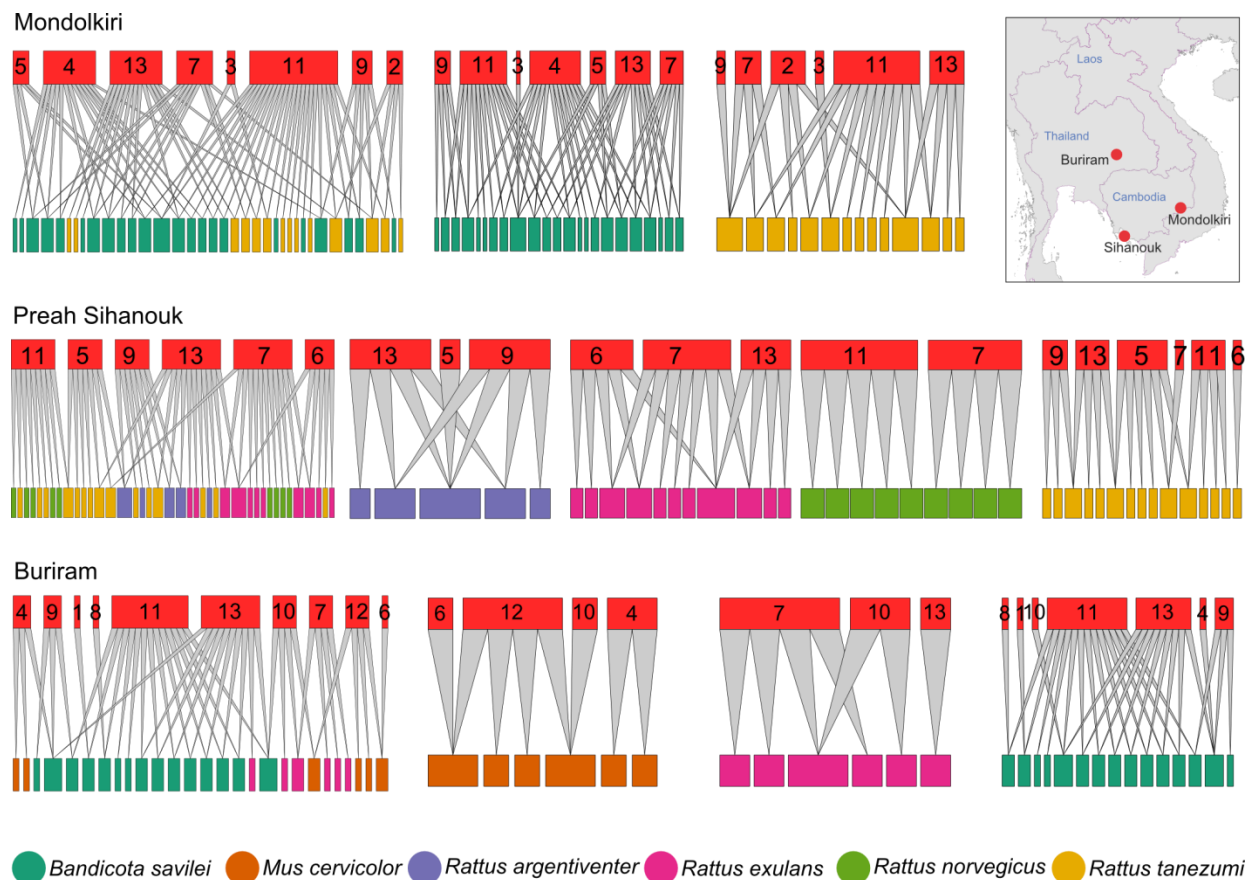 Mondolkiri
5 4 13 7 3 11 9 2
9 11 3 4 5 13 7
9 7 2 3 11 13
Laos
Thailand
Buriram
Cambodia
Mondolkiri
Sihanouk
Preah Sihanouk
11 5 9 13 7 6
13 5 9
6 7 13
11 7
9 13 5 7 11 6
Buriram
4 9 1 8 11 13 10 7 12 6
6 12 10 4
7 10 13
8 1 10 11 13 4 9
Bandicota savilei Mus cervicolor Rattus argentiventer Rattus exulans Rattus norvegicus Rattus tanezumi